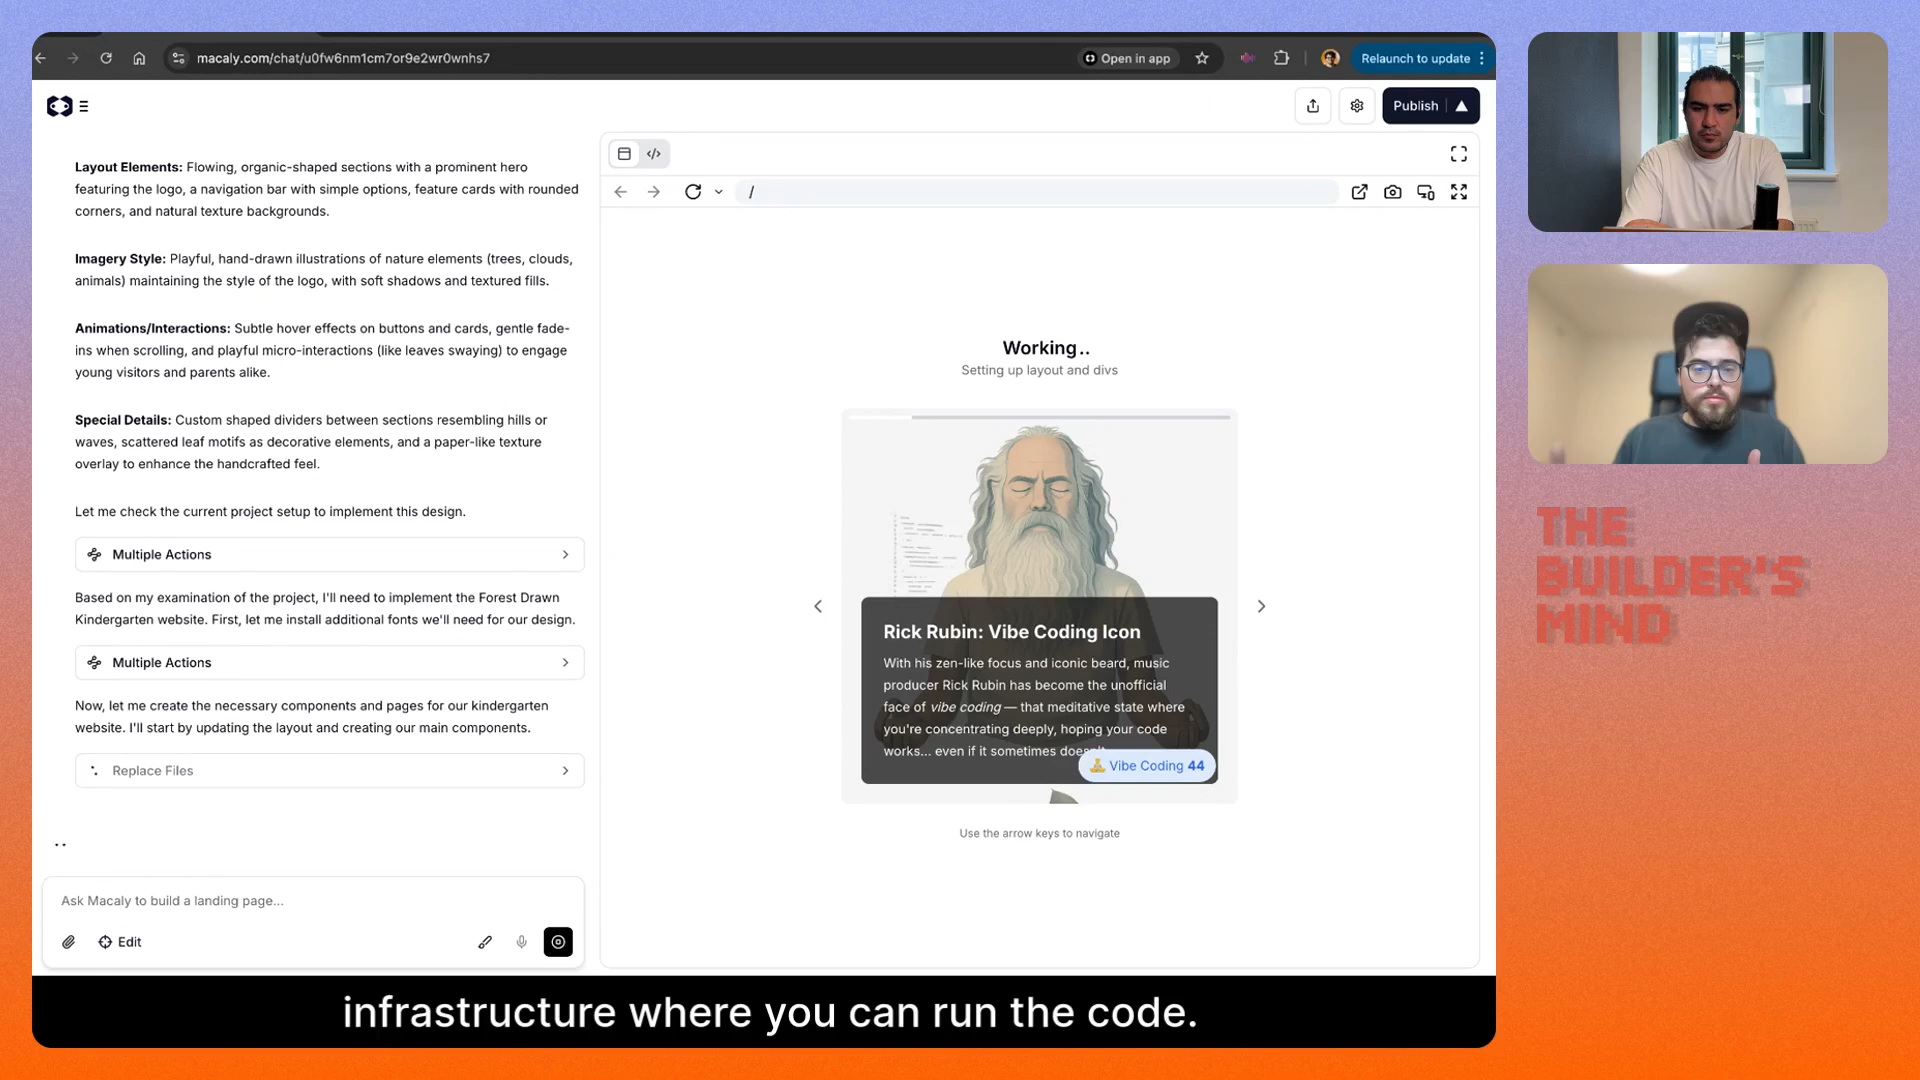 macaly.com/chat/u0fw6nm1cm7or9e2wr0wnhs7
Open in app
Relaunch to update
Publish
Layout Elements: Flowing, organic-shaped sections with a prominent hero
featuring the logo, a navigation bar with simple options, feature cards with rounded
corners, and natural texture backgrounds.
Imagery Style: Playful, hand-drawn illustrations of nature elements (trees, clouds,
animals) maintaining the style of the logo, with soft shadows and textured fills.
Animations/Interactions: Subtle hover effects on buttons and cards, gentle fade-
ins when scrolling, and playful micro-interactions (like leaves swaying) to engage
young visitors and parents alike.
Special Details: Custom shaped dividers between sections resembling hills or
waves, scattered leaf motifs as decorative elements, and a paper-like texture
overlay to enhance the handcrafted feel.
Let me check the current project setup to implement this design.
Multiple Actions
Based on my examination of the project, I'll need to implement the Forest Drawn
Kindergarten website. First, let me install additional fonts we'll need for our design.
Multiple Actions
Now, let me create the necessary components and pages for our kindergarten
website. I'll start by updating the layout and creating our main components.
Replace Files
Ask Macaly to build a landing page...
Edit
/
Working..
Setting up layout and divs
Rick Rubin: Vibe Coding Icon
With his zen-like focus and iconic beard, music
producer Rick Rubin has become the unofficial
face of vibe coding — that meditative state where
you're concentrating deeply, hoping your code
works... even if it sometimes doesn't.
Vibe Coding 44
Use the arrow keys to navigate
THE
BUILDER'S
MIND
infrastructure where you can run the code.